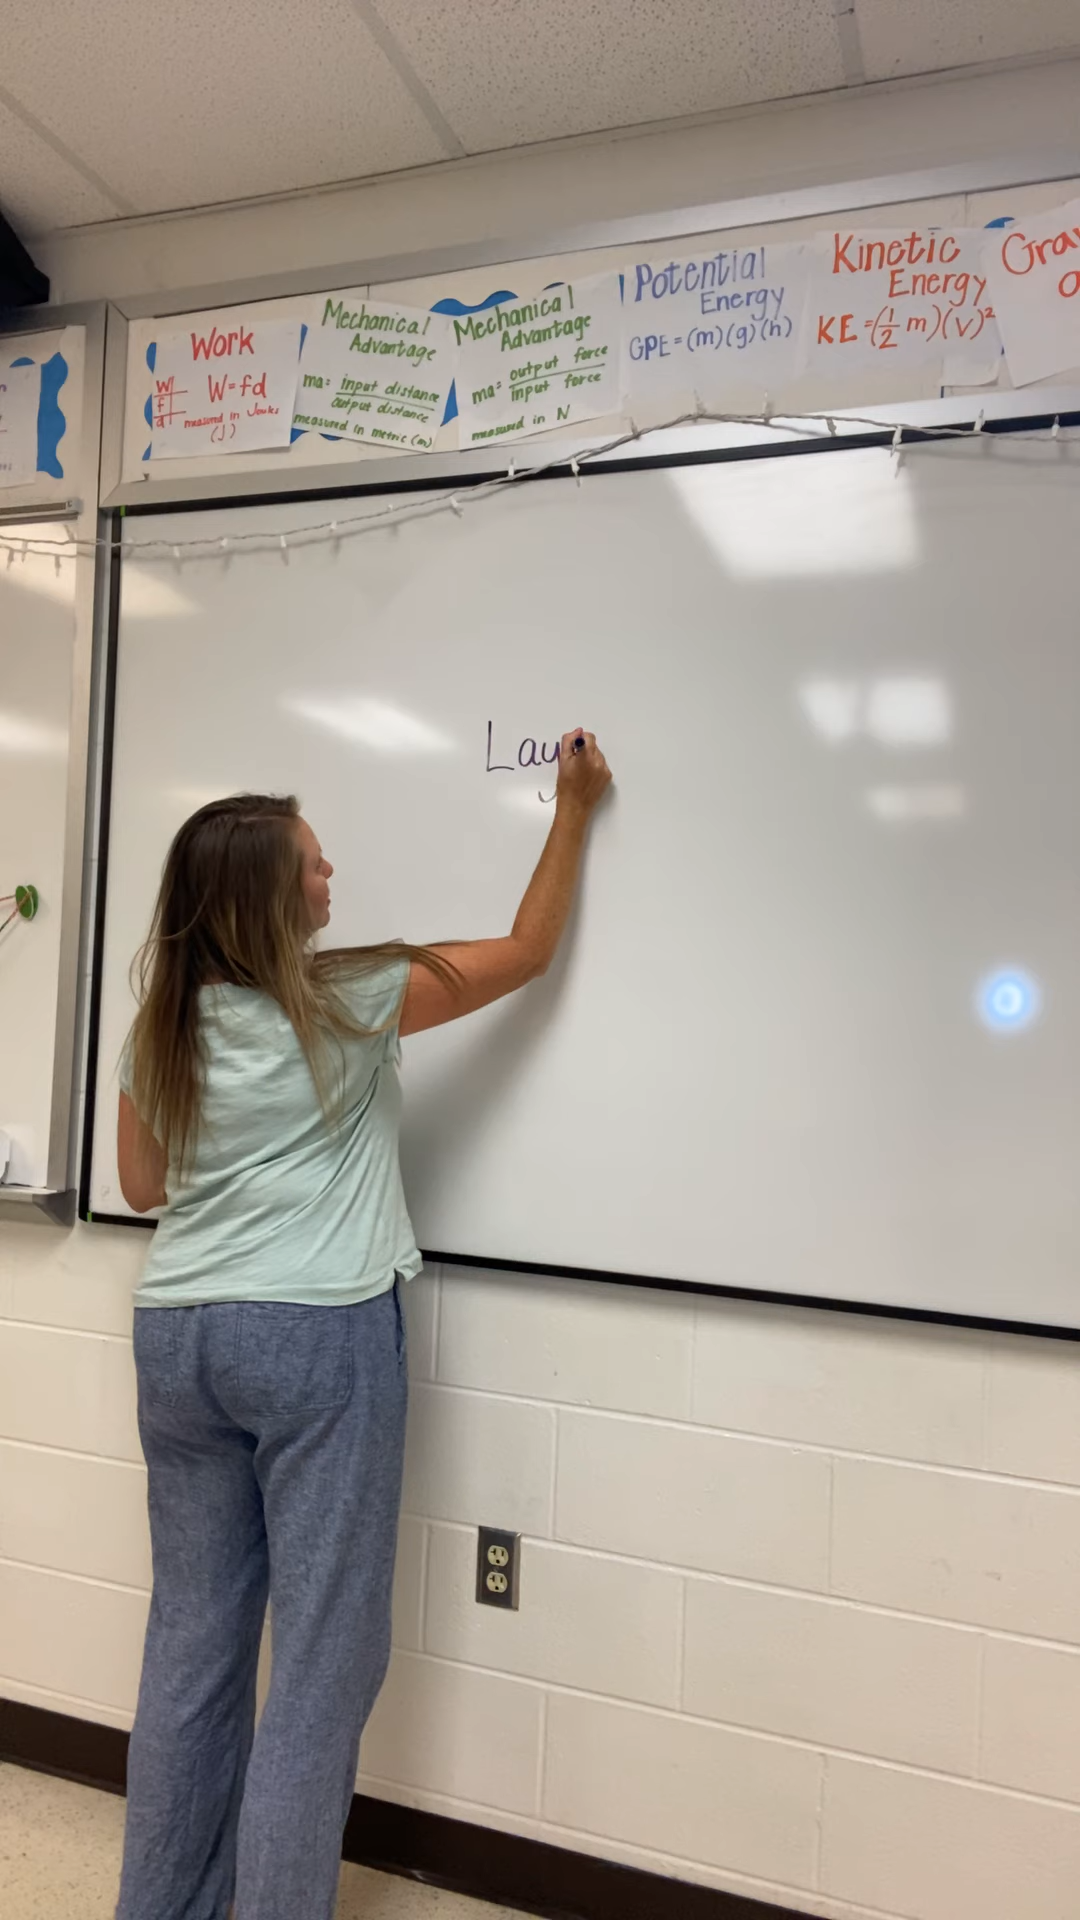 Work
W
f
d
W=fd
measured in Joules
(J)
Mechanical
Advantage
ma= input distance
output distance
measured in metric (m)
Mechanical
Advantage
ma= output force
input force
measured in N
Potential
Energy
GPE=(m)(g)(h)
Kinetic
Energy
KE=(1/2 m)(v)²
Lay